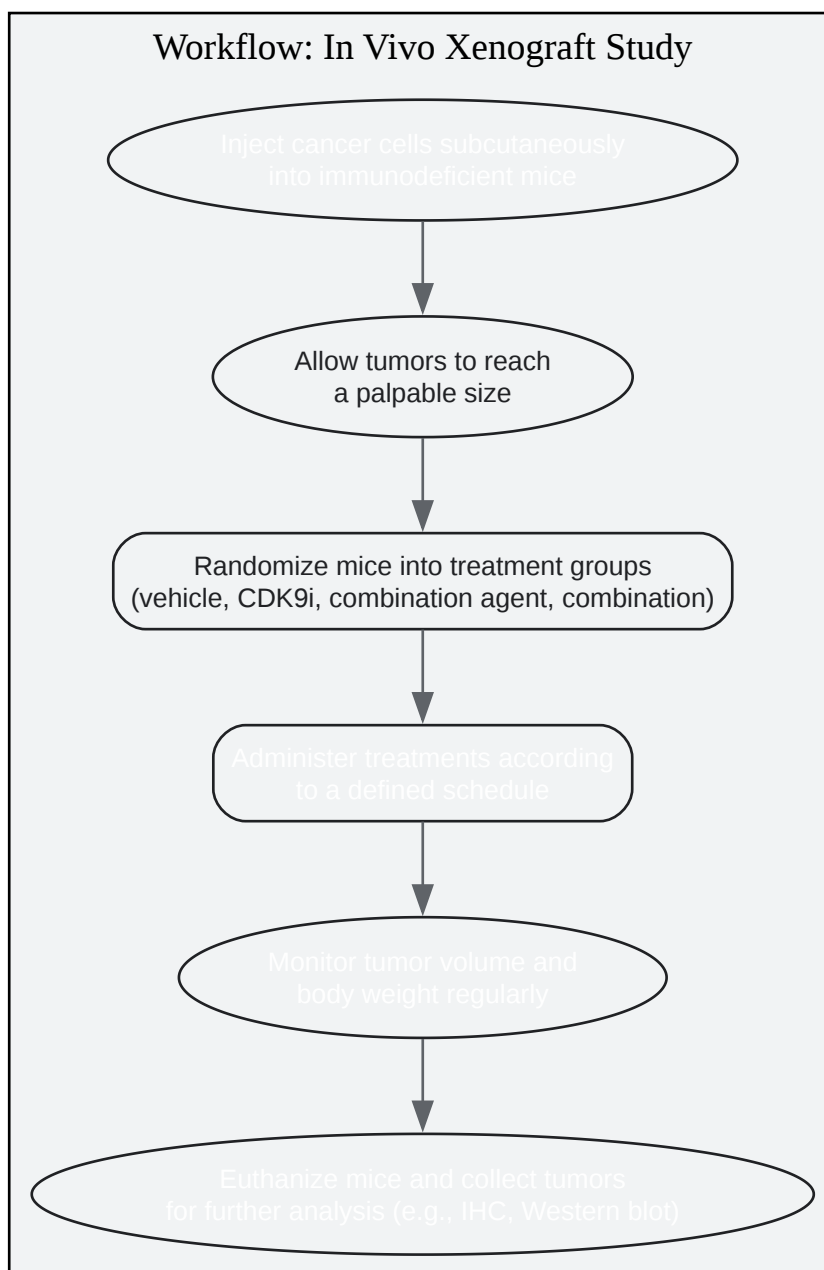 Workflow: In Vivo Xenograft Study
Inject cancer cells subcutaneously
into immunodeficient mice
Allow tumors to reach
a palpable size
Randomize mice into treatment groups
(vehicle, CDK9i, combination agent, combination)
Administer treatments according
to a defined schedule
Monitor tumor volume and
body weight regularly
Euthanize mice and collect tumors
for further analysis (e.g., IHC, Western blot)